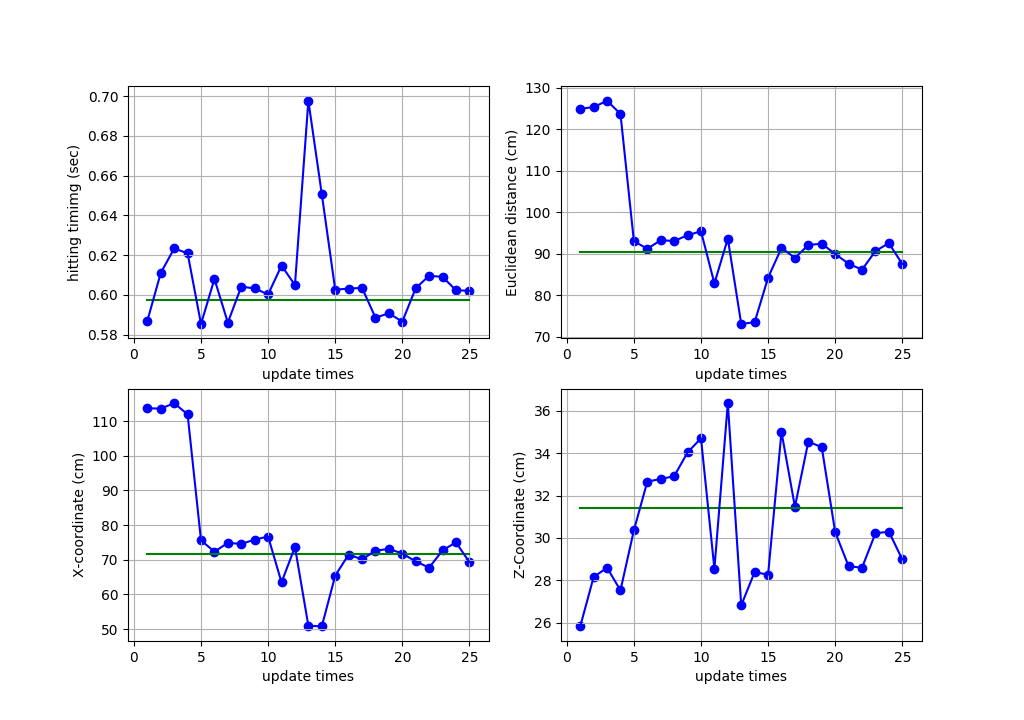 0.70
0.68
0.66
0.64
0.62
0.60
0.58
hitting timimg (sec)
0 5 10 15 20 25
update times
130
120
110
100
90
80
70
Euclidean distance (cm)
0 5 10 15 20 25
update times
110
100
90
80
70
60
50
X-coordinate (cm)
0 5 10 15 20 25
update times
36
34
32
30
28
26
Z-Coordinate (cm)
0 5 10 15 20 25
update times